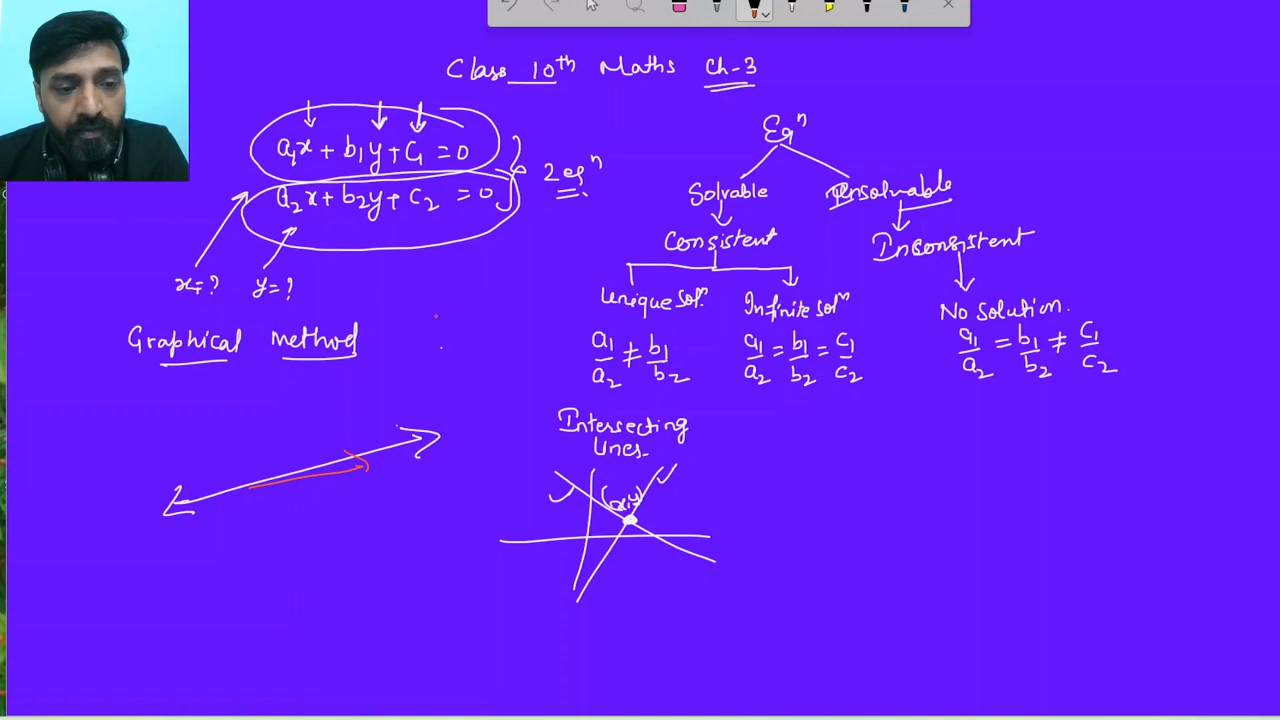 Class 10th Maths Ch-3
a₁x + b₁y + c₁ = 0
a₂x + b₂y + c₂ = 0
2 eqⁿ
x = ? y = ?
Graphical method
Eqⁿ
Solvable Unsolvable
Consistent Inconsistent
Unique Solⁿ Infinite solⁿ No solution.
a₁/a₂ ≠ b₁/b₂ a₁/a₂ = b₁/b₂ = c₁/c₂ a₁/a₂ = b₁/b₂ ≠ c₁/c₂
Intersecting
lines
(x,y)